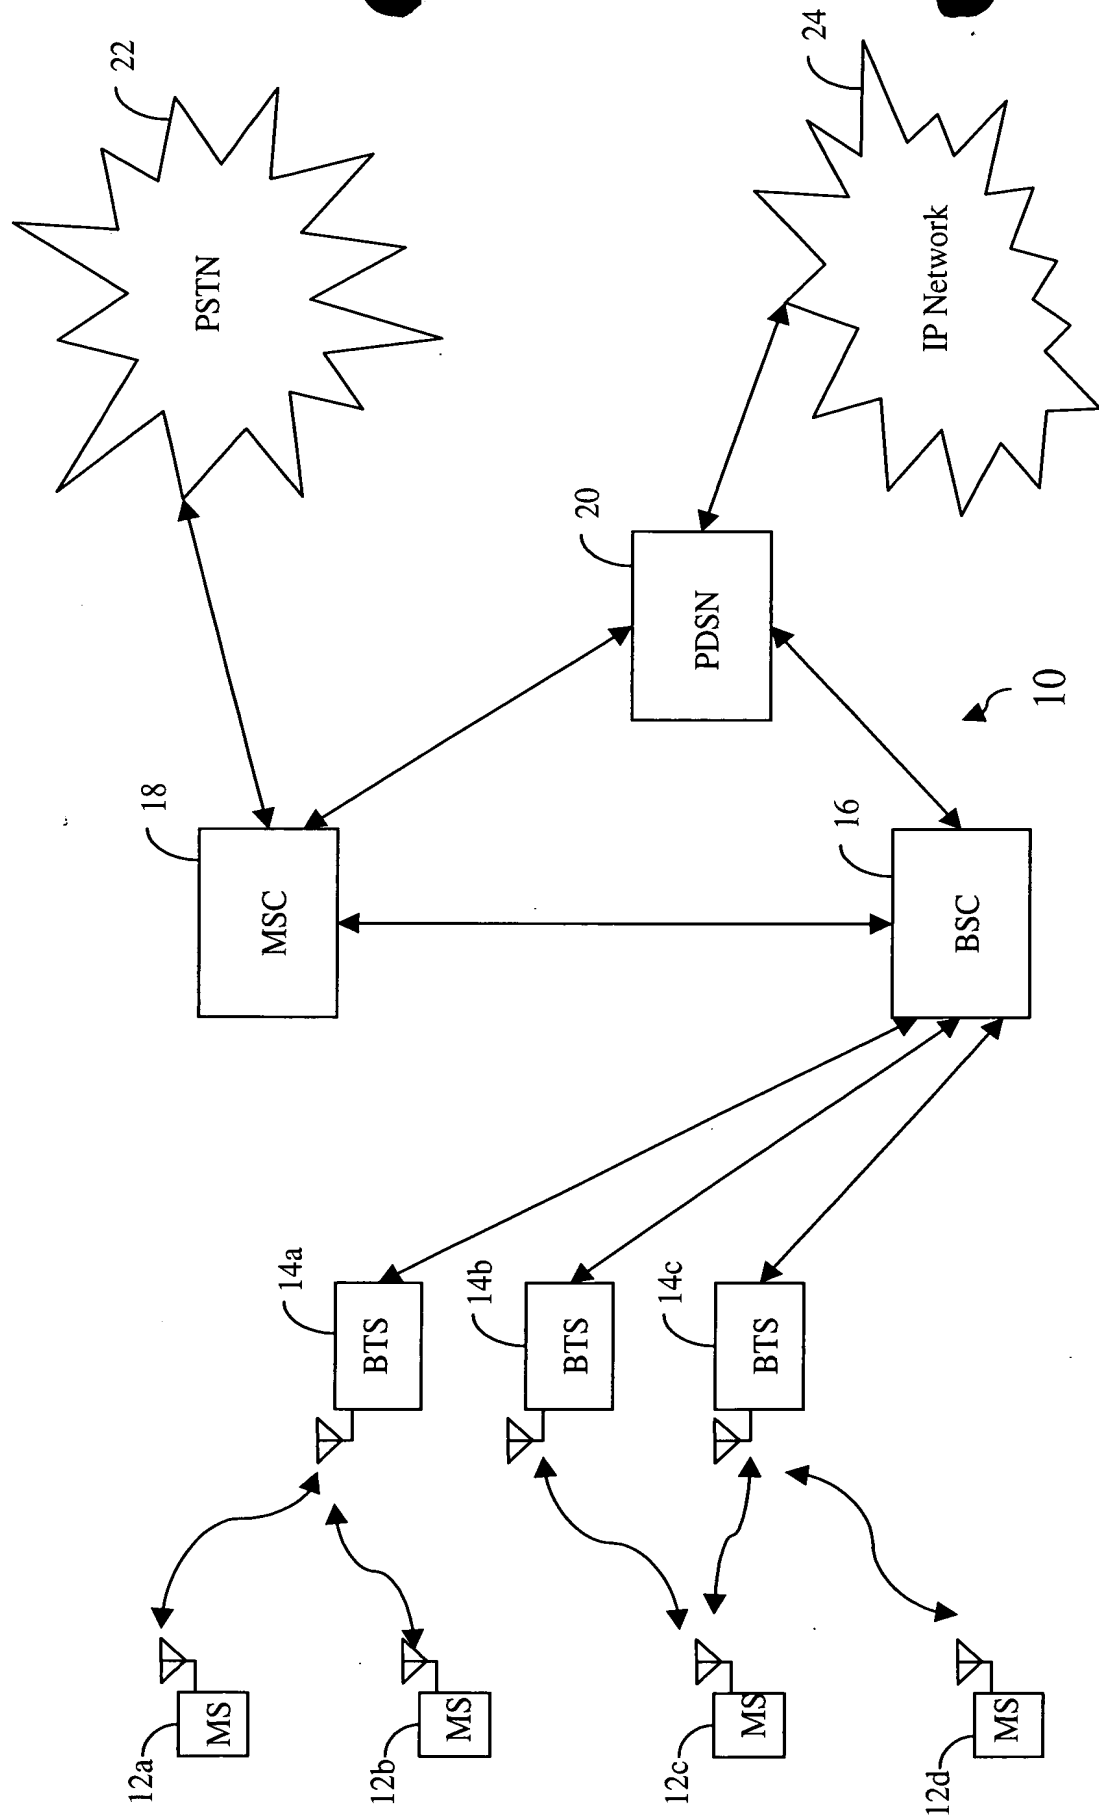 12a
MS
12b
MS
12c
MS
12d
MS
14a
BTS
14b
BTS
14c
BTS
18
MSC
16
BSC
20
PDSN
10
22
PSTN
24
IP Network